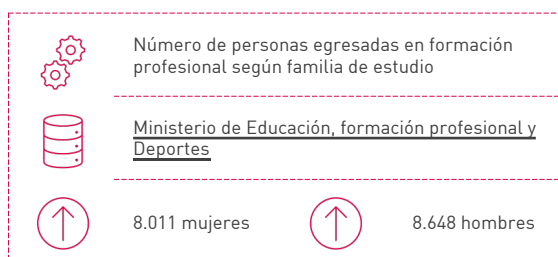 Número de personas egresadas en formación
profesional según familia de estudio
Ministerio de Educación, formación profesional y
Deportes
8.011 mujeres
8.648 hombres